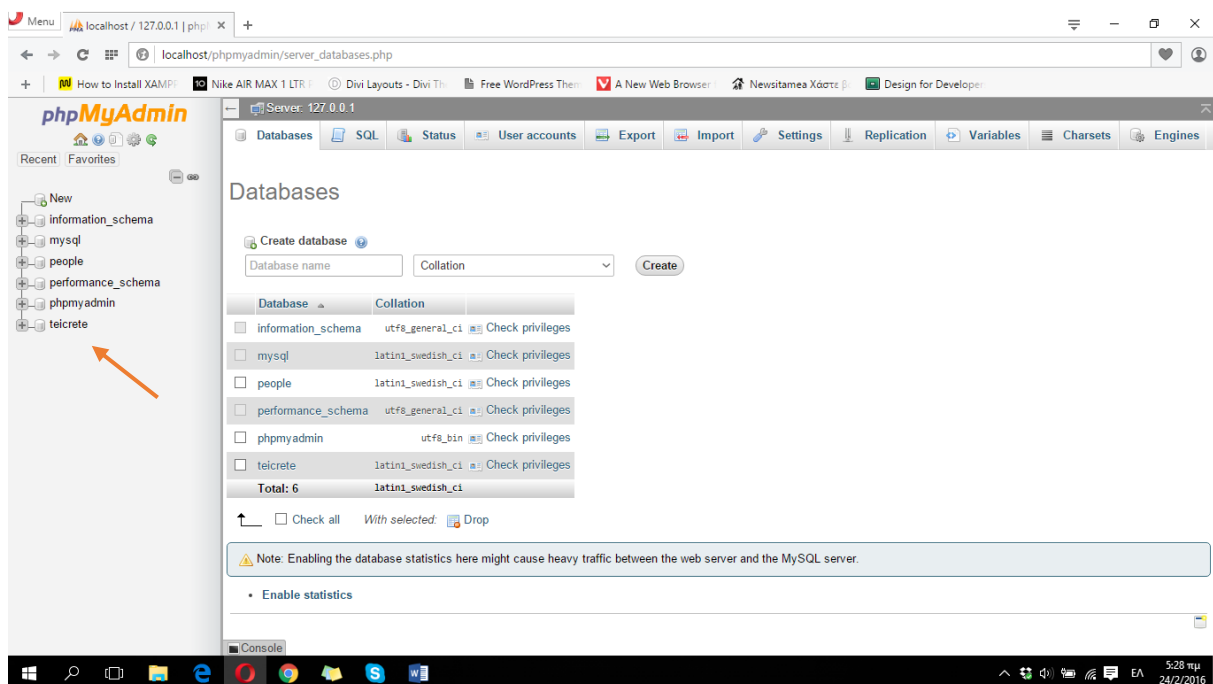 Menu
localhost / 127.0.0.1 | phpM
localhost/phpmyadmin/server_databases.php
How to Install XAMPP
Nike AIR MAX 1 LTR
Divi Layouts - Divi Th
Free WordPress Them
A New Web Browser
Newsitamea Χάστε β
Design for Developer
phpMyAdmin
Recent Favorites
New
information_schema
mysql
people
performance_schema
phpmyadmin
teicrete
Server: 127.0.0.1
Databases SQL Status User accounts Export Import Settings Replication Variables Charsets Engines
Databases
Create database
Database name Collation Create
Database Collation
information_schema utf8_general_ci Check privileges
mysql latin1_swedish_ci Check privileges
people latin1_swedish_ci Check privileges
performance_schema utf8_general_ci Check privileges
phpmyadmin utf8_bin Check privileges
teicrete latin1_swedish_ci Check privileges
Total: 6 latin1_swedish_ci
Check all With selected: Drop
Note: Enabling the database statistics here might cause heavy traffic between the web server and the MySQL server.
Enable statistics
Console
ΕΛ
5:28 πμ
24/2/2016